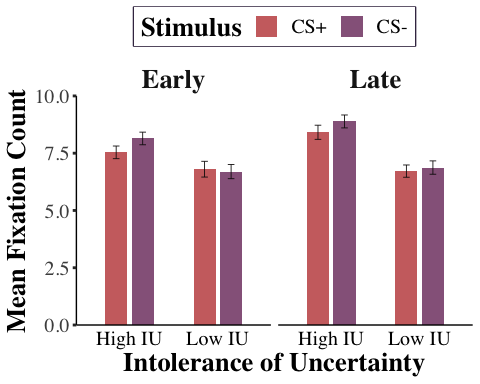 Stimulus CS+ CS-
Early Late
Mean Fixation Count
10.0
7.5
5.0
2.5
0.0
High IU Low IU High IU Low IU
Intolerance of Uncertainty